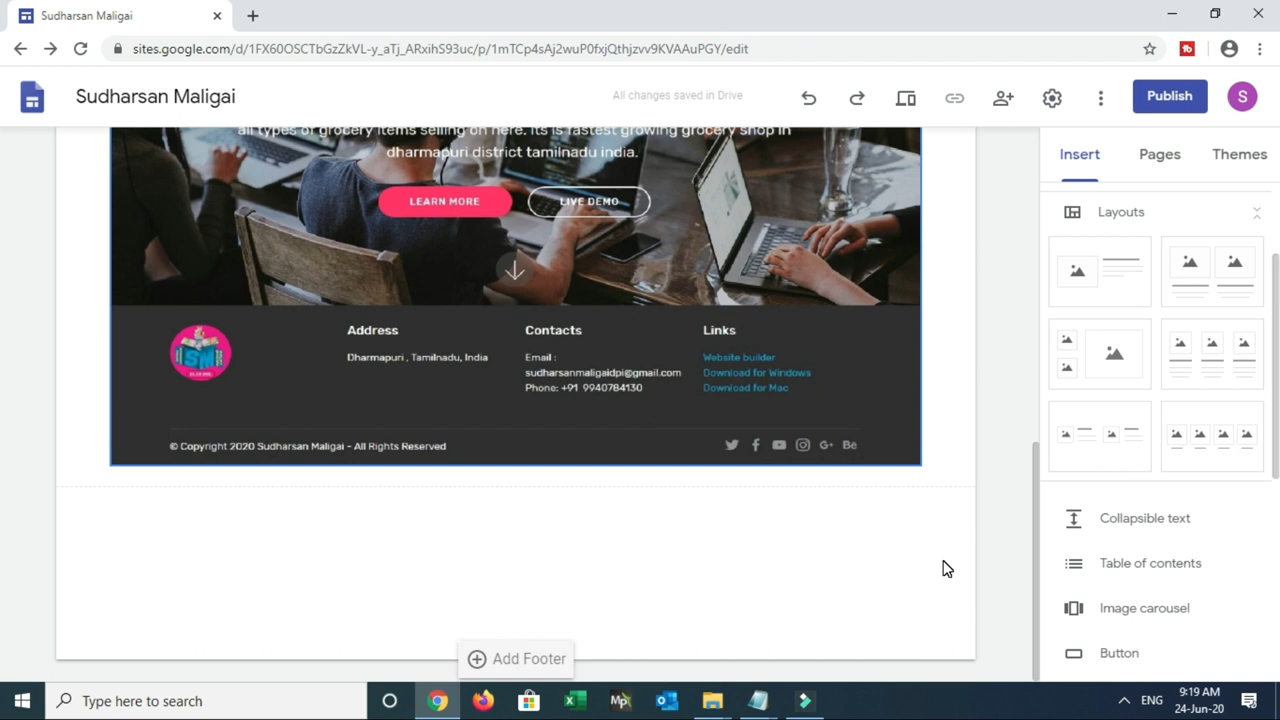 Sudharsan Maligai
sites.google.com/d/1FX60OSCTbGzZkVL-y_aTj_ARxihS93uc/p/1mTCp4sAj2wuP0fxjQthjzvv9KVAAuPGY/edit
Sudharsan Maligai
All changes saved in Drive
Publish
S
Insert
Pages
Themes
all types of grocery items selling on here. Its is fastest growing grocery shop in
dharmapuri district tamilnadu india.
LEARN MORE
LIVE DEMO
Layouts
Address
Contacts
Links
SM
Dharmapuri , Tamilnadu, India
Email :
sudharsanmaligaidpi@gmail.com
Phone: +91 9940784130
Website builder
Download for Windows
Download for Mac
© Copyright 2020 Sudharsan Maligai - All Rights Reserved
G+
Bē
Collapsible text
Table of contents
Image carousel
Button
Add Footer
Type here to search
Mp
ENG
9:19 AM
24-Jun-20